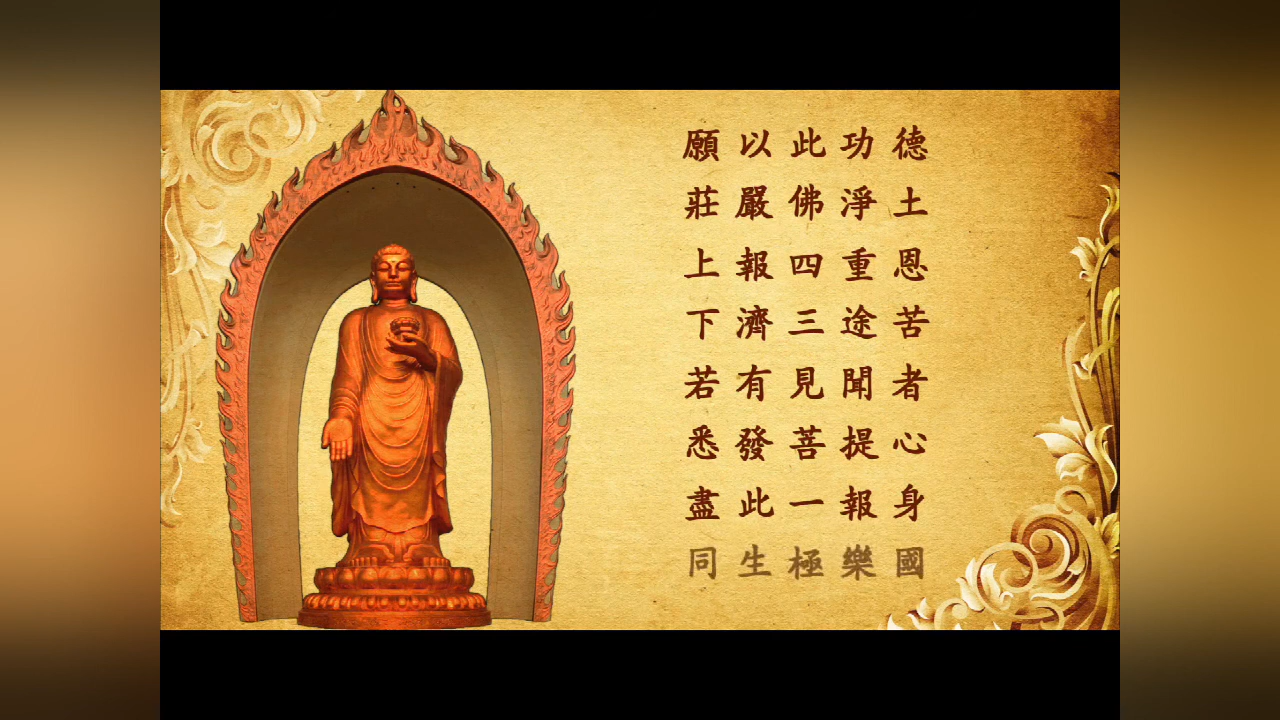 願以此功德
莊嚴佛淨土
上報四重恩
下濟三途苦
若有見聞者
悉發菩提心
盡此一報身
同生極樂國